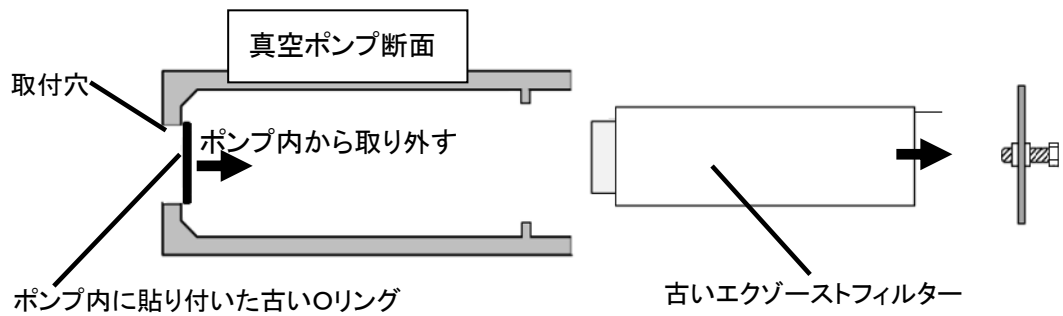 真空ポンプ断面
取付穴
ポンプ内から取り外す
ポンプ内に貼り付いた古いOリング
古いエクゾーストフィルター